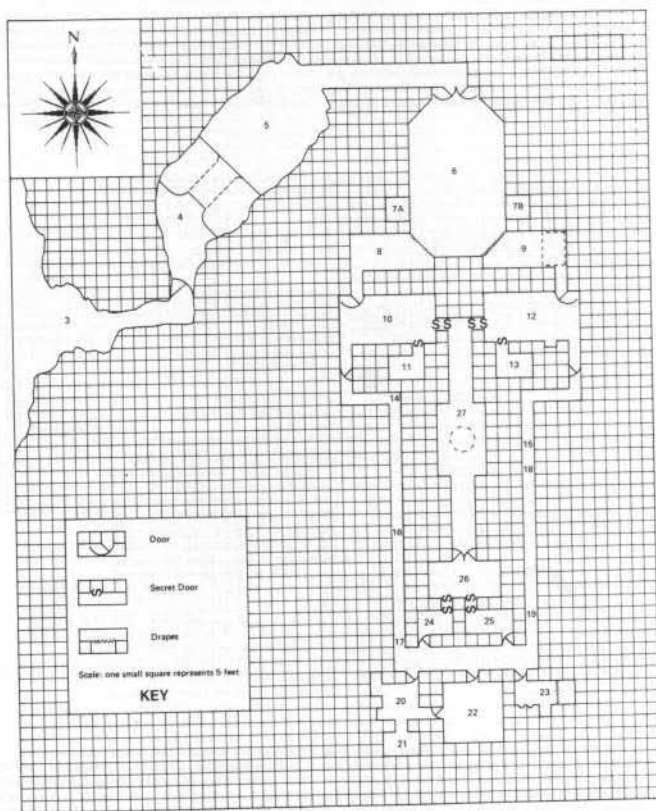 N
5
6
7A
7B
4
8
9
3
S S S S
10
12
S
S
11
13
14
27
15
18
16
26
S S
S S
24
25
19
17
20
22
23
21
Door
S
Secret Door
Drapes
Scale: one small square represents 5 feet
KEY